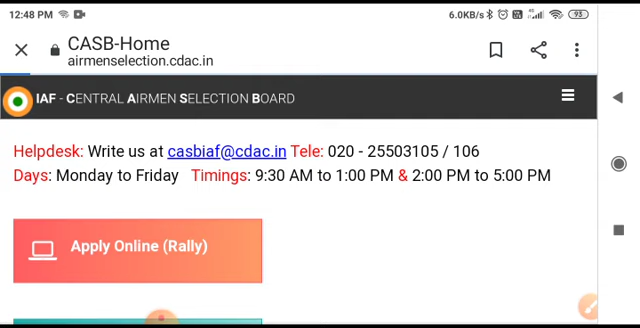 12:48 PM
6.0KB/s 4G 93
CASB-Home
airmenselection.cdac.in
IAF - CENTRAL AIRMEN SELECTION BOARD
Helpdesk: Write us at casbiaf@cdac.in Tele: 020 - 25503105 / 106
Days: Monday to Friday Timings: 9:30 AM to 1:00 PM & 2:00 PM to 5:00 PM
Apply Online (Rally)